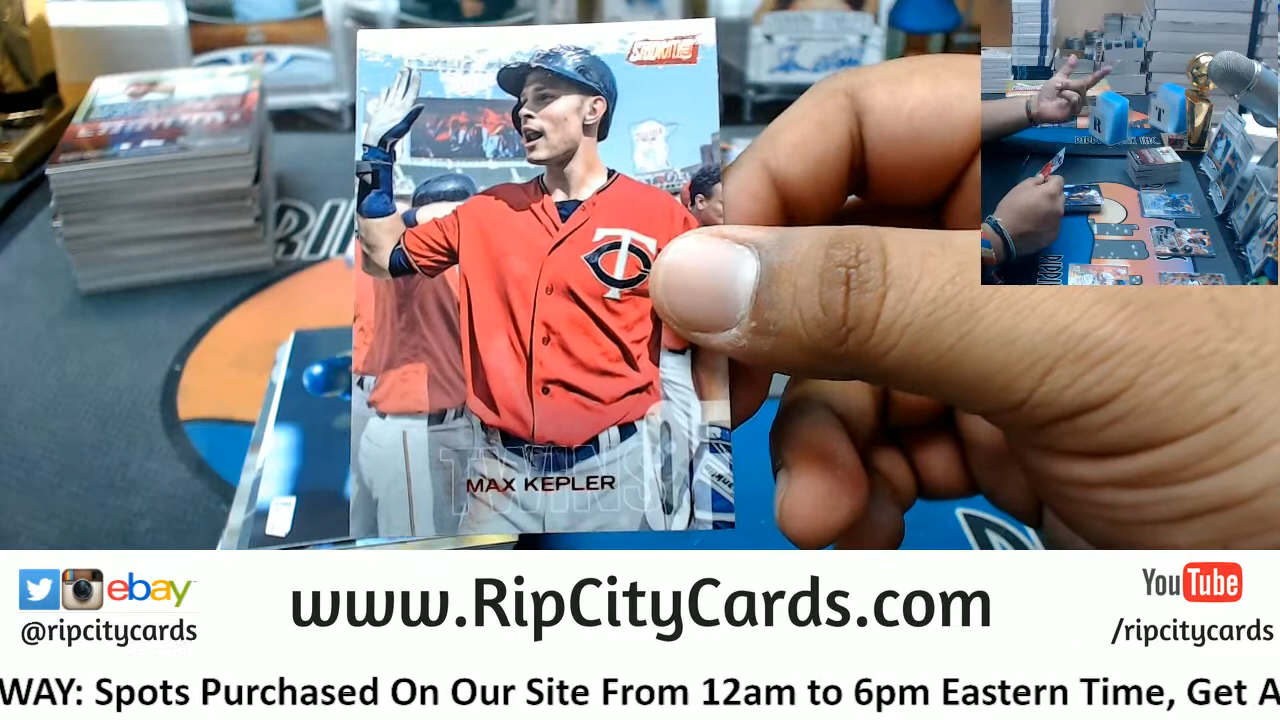 STADIUM
TC
TWINS
MAX KEPLER
RIP
ebay
@ripcitycards
www.RipCityCards.com
YouTube
/ripcitycards
WAY: Spots Purchased On Our Site From 12am to 6pm Eastern Time, Get A